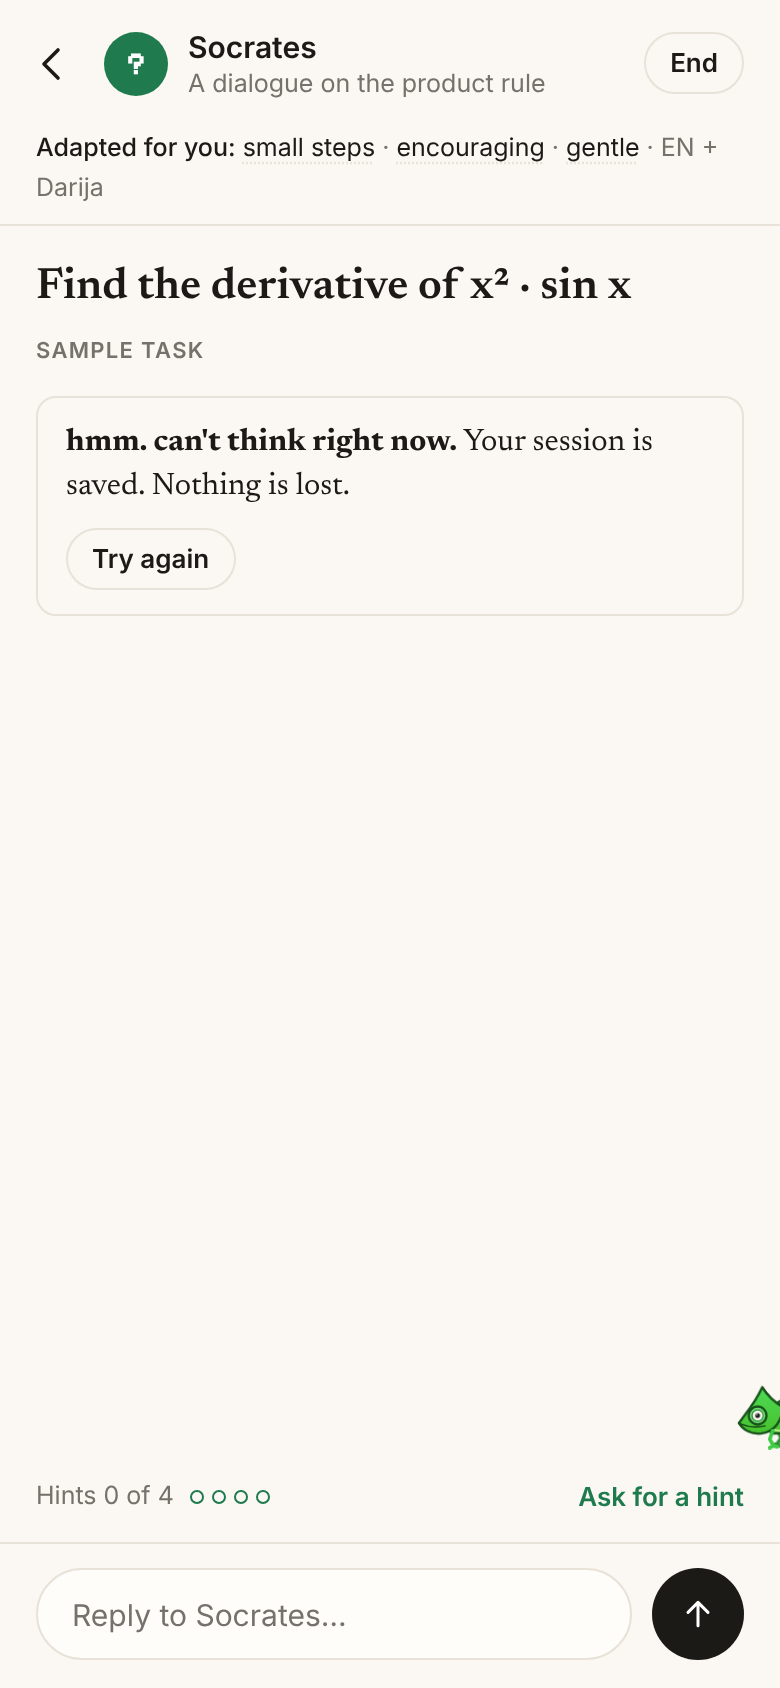 Socrates
A dialogue on the product rule
End
Adapted for you: small steps · encouraging · gentle · EN +
Darija
Find the derivative of x² · sin x
SAMPLE TASK
hmm. can't think right now. Your session is
saved. Nothing is lost.
Try again
Hints 0 of 4
Ask for a hint
Reply to Socrates...